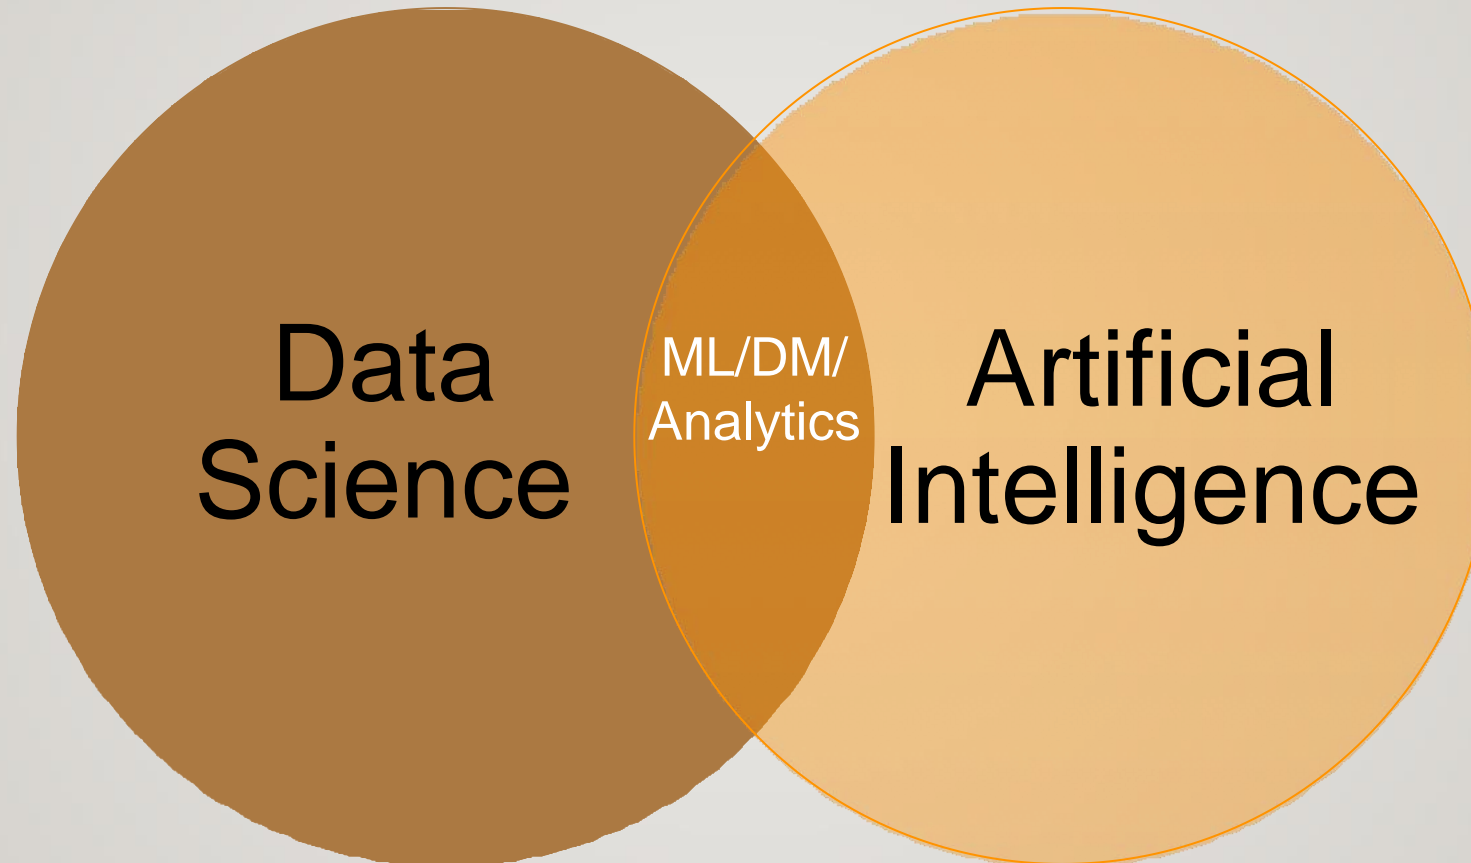 Data
Science
ML/DM/
Analytics
Artificial
Intelligence